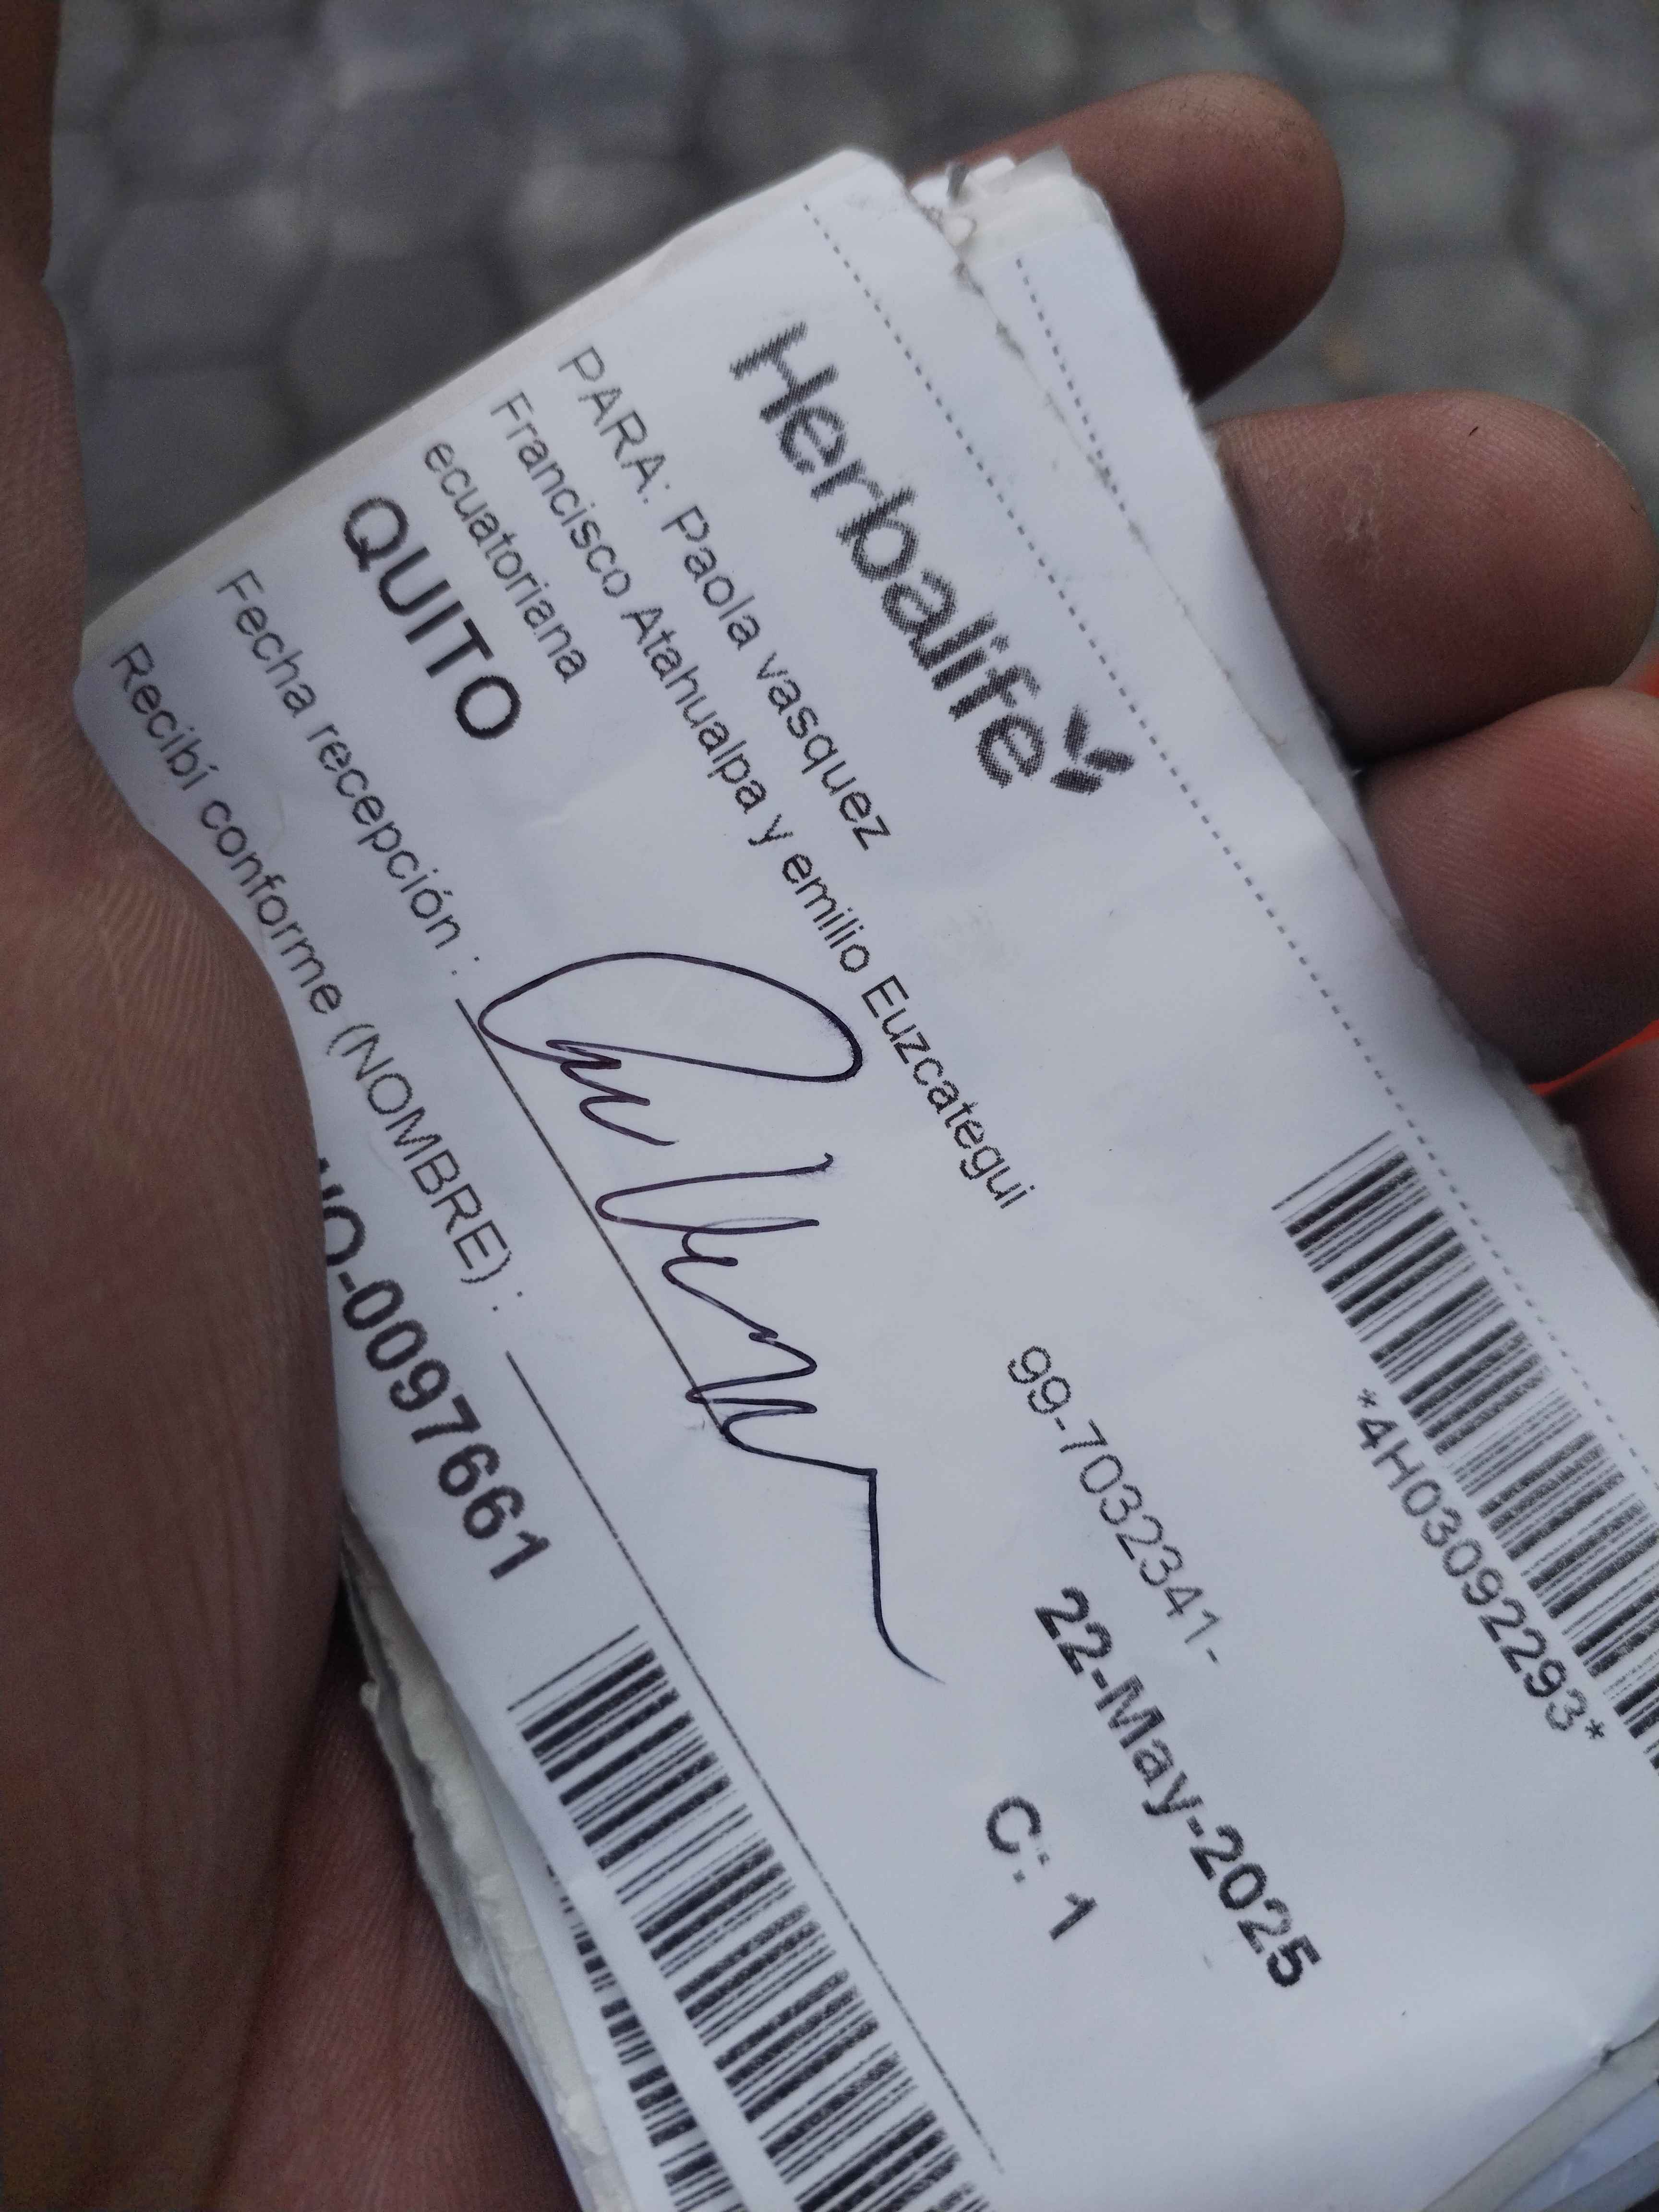 Herbalife
*4H03092293*
PARA: Paola vasquez
99-7032341-
Francisco Atahualpa y emilio Euzcategui
ecuatoriana
22-May-2025
QUITO
C: 1
Fecha recepción :
Recibí conforme (NOMBRE) :
-0097661